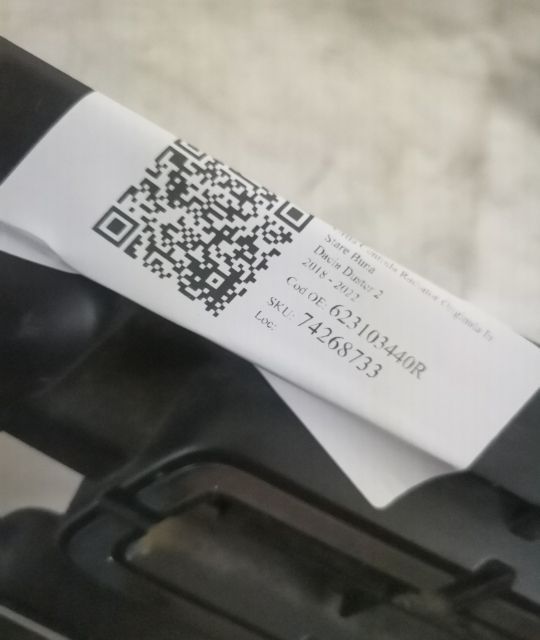 Centrala Radiator Originala In
Stare Buna
Dacia Duster 2
2018 - 2022
Cod OE: 623103440R
SKU: 74268733
Loc: